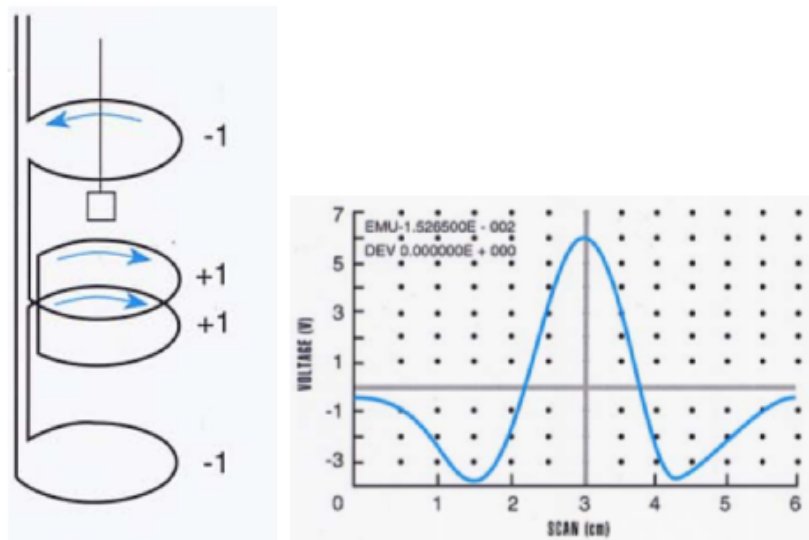 -1
+1
+1
-1
7
5
3
1
-1
-3
VOLTAGE (V)
EMU-1.526500E - 002
DEV 0.000000E + 000
0 1 2 3 4 5 6
SCAN (cm)